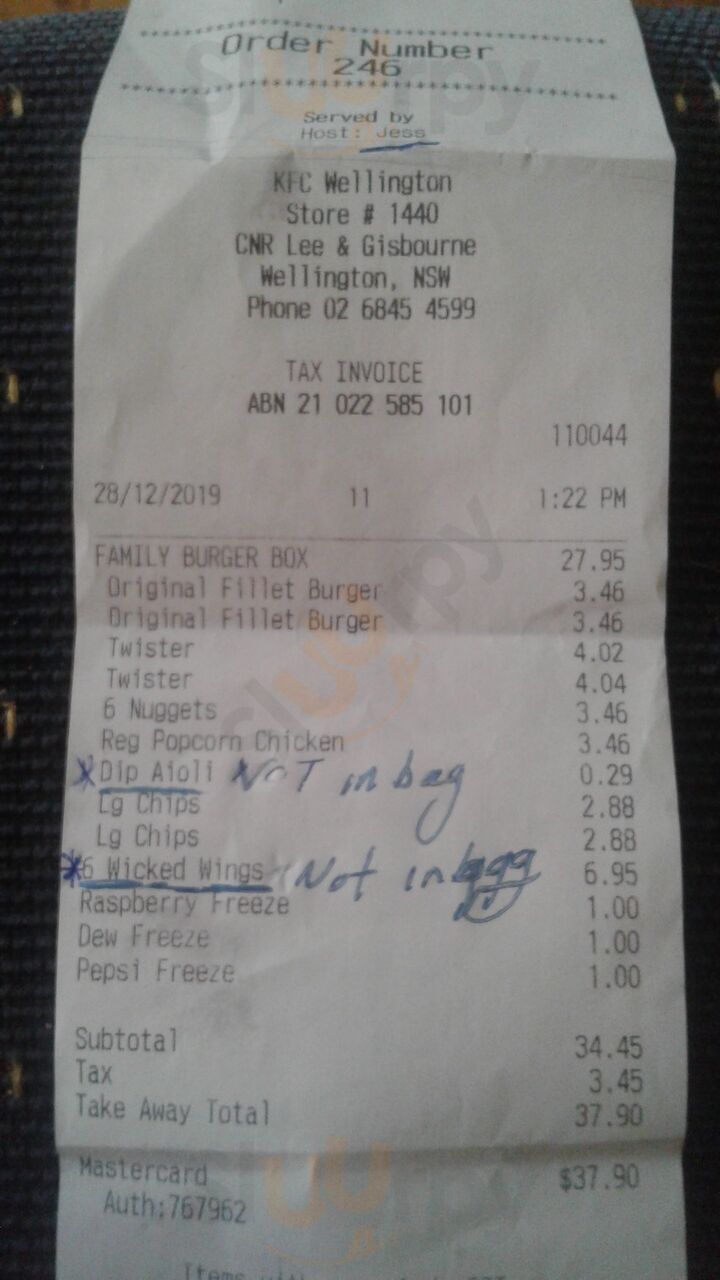 Order Number
246
Served by
Host: Jess
KFC Wellington
Store # 1440
CNR Lee & Gisbourne
Wellington, NSW
Phone 02 6845 4599
TAX INVOICE
ABN 21 022 585 101
110044
28/12/2019 11 1:22 PM
FAMILY BURGER BOX 27.95
Original Fillet Burger 3.46
Original Fillet Burger 3.46
Twister 4.02
Twister 4.04
6 Nuggets 3.46
Reg Popcorn Chicken 3.46
*Dip Aioli NOT in bag 0.29
Lg Chips 2.88
Lg Chips 2.88
*6 Wicked Wings Not in bag 6.95
Raspberry Freeze 1.00
Dew Freeze 1.00
Pepsi Freeze 1.00
Subtotal 34.45
Tax 3.45
Take Away Total 37.90
Mastercard $37.90
Auth:767962
Items
sluurpy
sluurpy
sluurpy